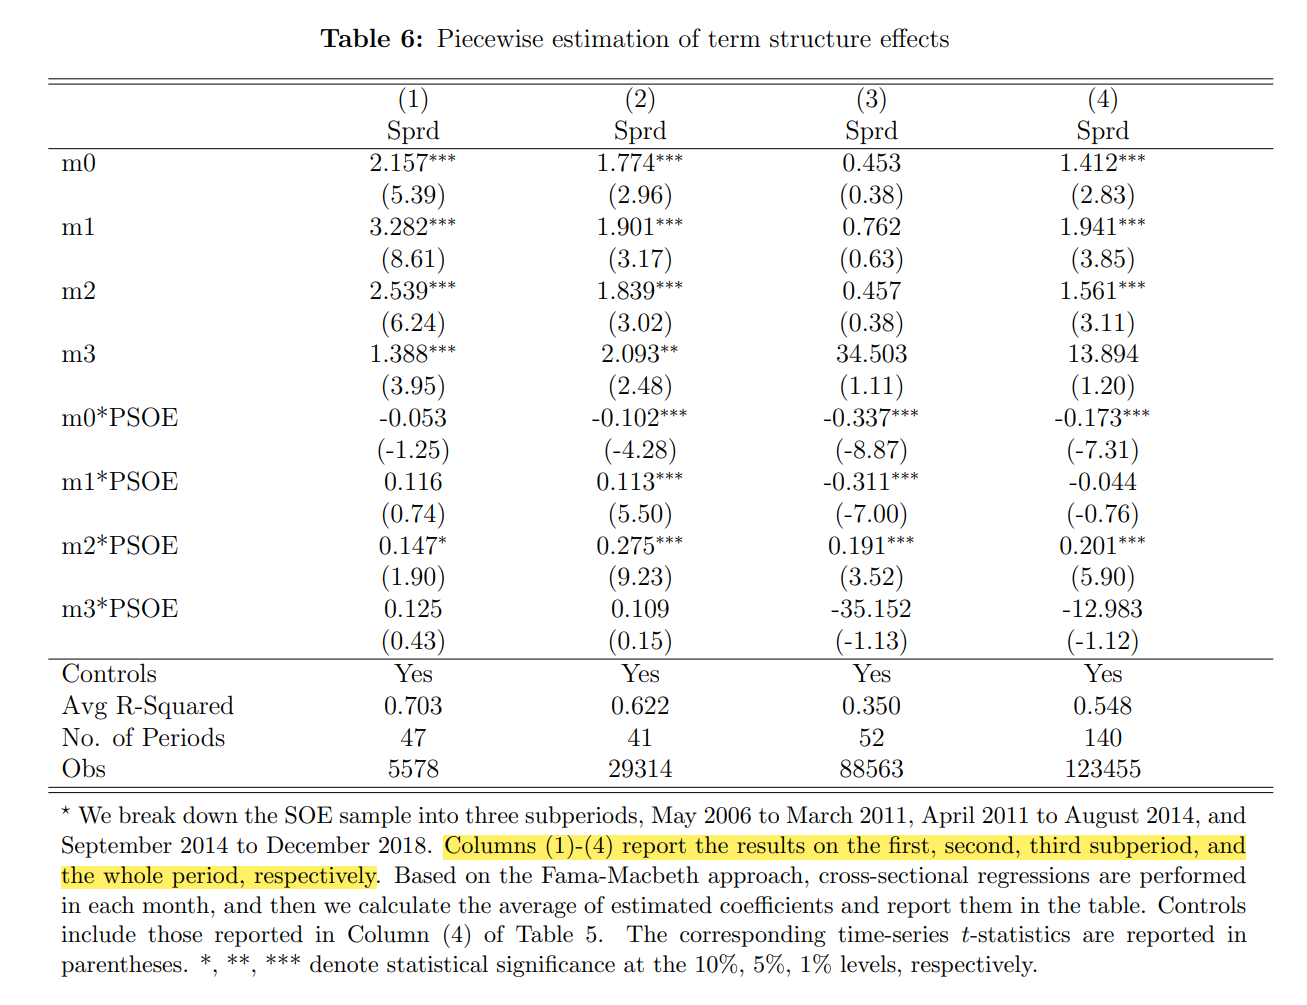 Table 6: Piecewise estimation of term structure effects
(1) (2) (3) (4)
Sprd Sprd Sprd Sprd
m0 2.157*** 1.774*** 0.453 1.412***
(5.39) (2.96) (0.38) (2.83)
m1 3.282*** 1.901*** 0.762 1.941***
(8.61) (3.17) (0.63) (3.85)
m2 2.539*** 1.839*** 0.457 1.561***
(6.24) (3.02) (0.38) (3.11)
m3 1.388*** 2.093** 34.503 13.894
(3.95) (2.48) (1.11) (1.20)
m0*PSOE -0.053 -0.102*** -0.337*** -0.173***
(-1.25) (-4.28) (-8.87) (-7.31)
m1*PSOE 0.116 0.113*** -0.311*** -0.044
(0.74) (5.50) (-7.00) (-0.76)
m2*PSOE 0.147* 0.275*** 0.191*** 0.201***
(1.90) (9.23) (3.52) (5.90)
m3*PSOE 0.125 0.109 -35.152 -12.983
(0.43) (0.15) (-1.13) (-1.12)
Controls Yes Yes Yes Yes
Avg R-Squared 0.703 0.622 0.350 0.548
No. of Periods 47 41 52 140
Obs 5578 29314 88563 123455
* We break down the SOE sample into three subperiods, May 2006 to March 2011, April 2011 to August 2014, and
September 2014 to December 2018. Columns (1)-(4) report the results on the first, second, third subperiod, and
the whole period, respectively. Based on the Fama-Macbeth approach, cross-sectional regressions are performed
in each month, and then we calculate the average of estimated coefficients and report them in the table. Controls
include those reported in Column (4) of Table 5. The corresponding time-series t-statistics are reported in
parentheses. *, **, *** denote statistical significance at the 10%, 5%, 1% levels, respectively.